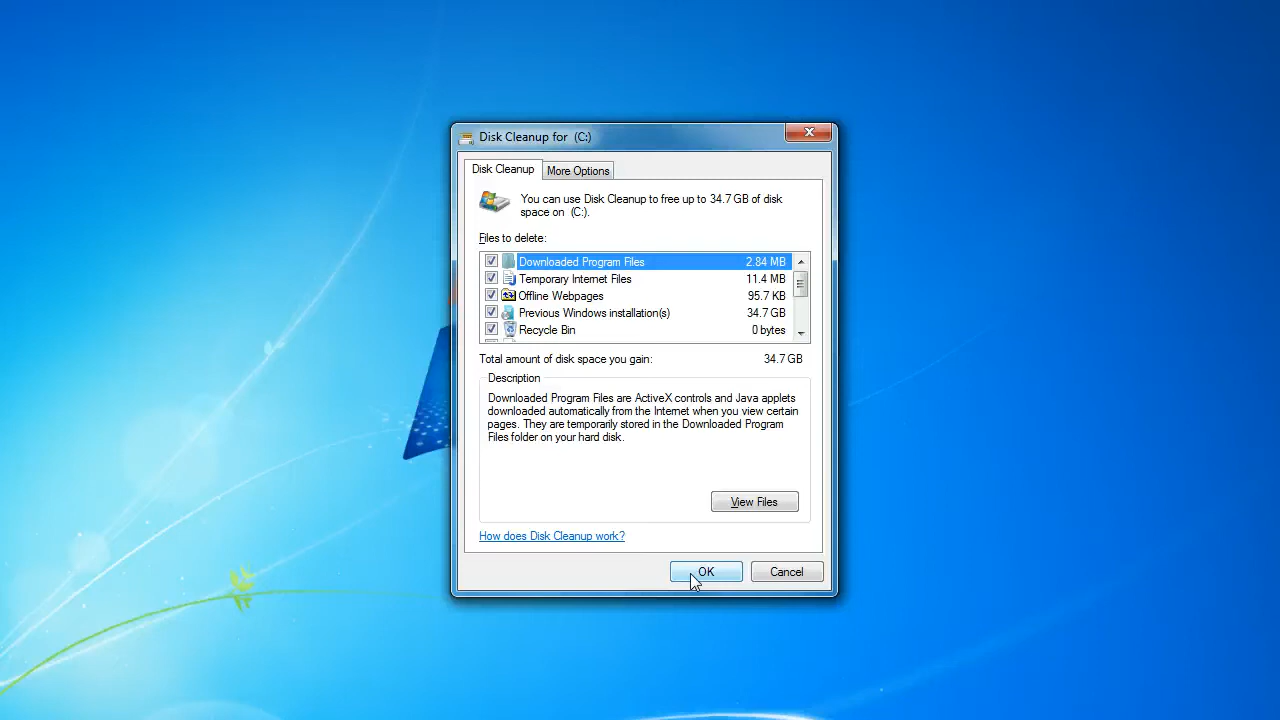 Disk Cleanup for  (C:)
Disk Cleanup
More Options
You can use Disk Cleanup to free up to 34.7 GB of disk
space on  (C:).
Files to delete:
Downloaded Program Files 2.84 MB
Temporary Internet Files 11.4 MB
Offline Webpages 95.7 KB
Previous Windows installation(s) 34.7 GB
Recycle Bin 0 bytes
Total amount of disk space you gain: 34.7 GB
Description
Downloaded Program Files are ActiveX controls and Java applets
downloaded automatically from the Internet when you view certain
pages. They are temporarily stored in the Downloaded Program
Files folder on your hard disk.
View Files
How does Disk Cleanup work?
OK
Cancel